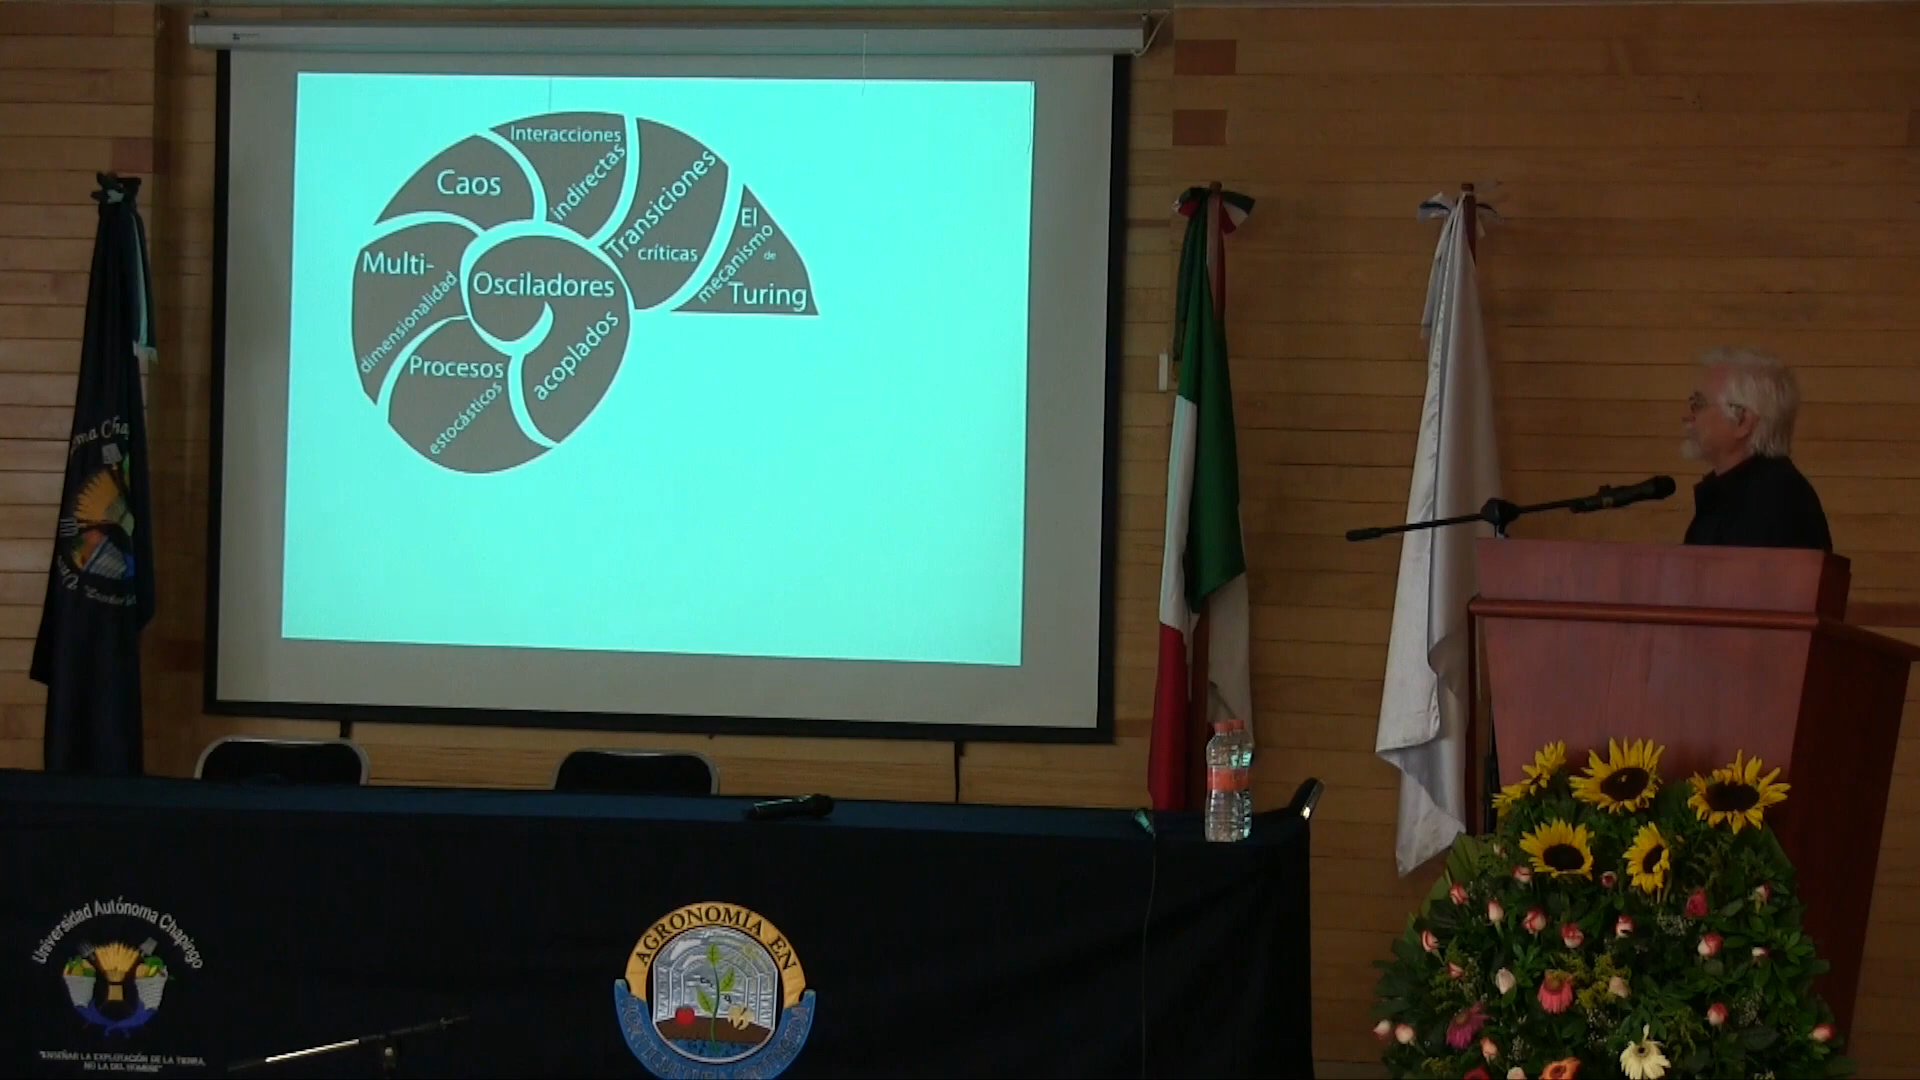 Interacciones
indirectas
Caos
Transiciones
críticas
El
mecanismo
de
Turing
Multi-
dimensionalidad
Osciladores
acoplados
Procesos
estocásticos
Universidad Autónoma Chapingo
"ENSEÑAR LA EXPLOTACIÓN DE LA TIERRA,
NO LA DEL HOMBRE"
AGRONOMÍA EN